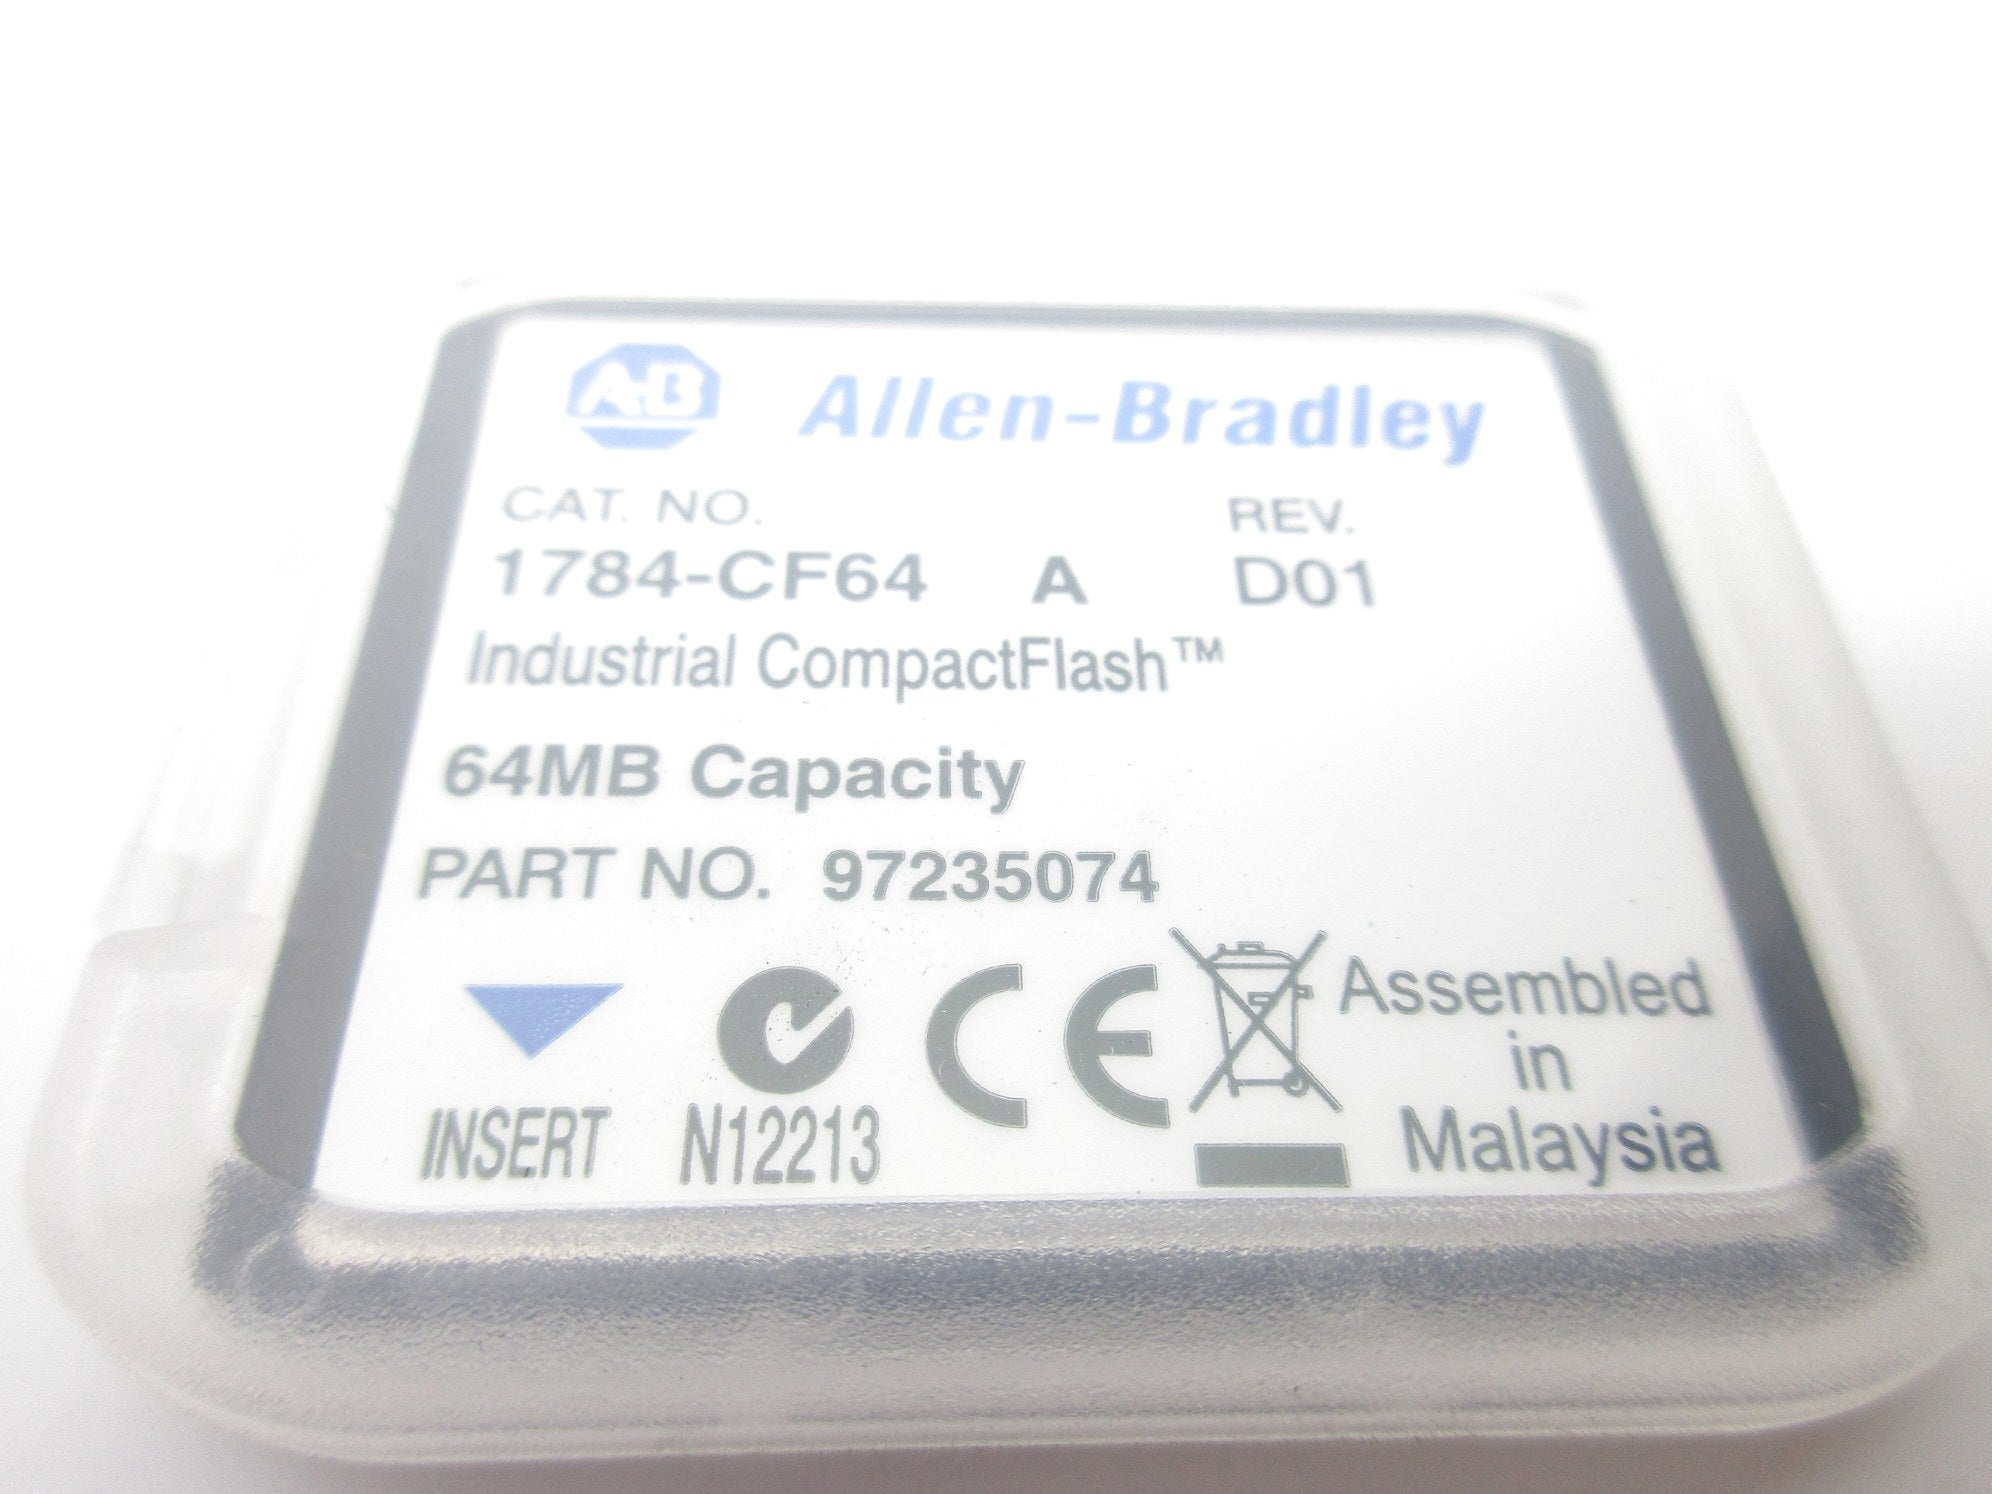 AB Allen-Bradley
CAT. NO. REV.
1784-CF64 A D01
Industrial CompactFlash™
64MB Capacity
PART NO. 97235074
INSERT N12213 CE Assembled
in
Malaysia